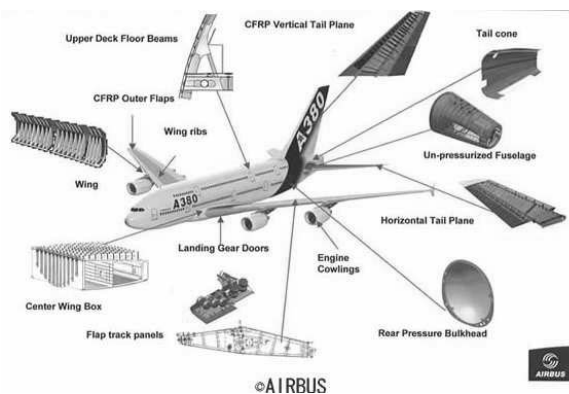 Upper Deck Floor Beams
CFRP Vertical Tail Plane
Tail cone
CFRP Outer Flaps
Wing ribs
A380
Un-pressurized Fuselage
Wing
A380
Horizontal Tail Plane
Landing Gear Doors
Engine
Cowlings
Center Wing Box
Flap track panels
Rear Pressure Bulkhead
AIRBUS
©AIRBUS